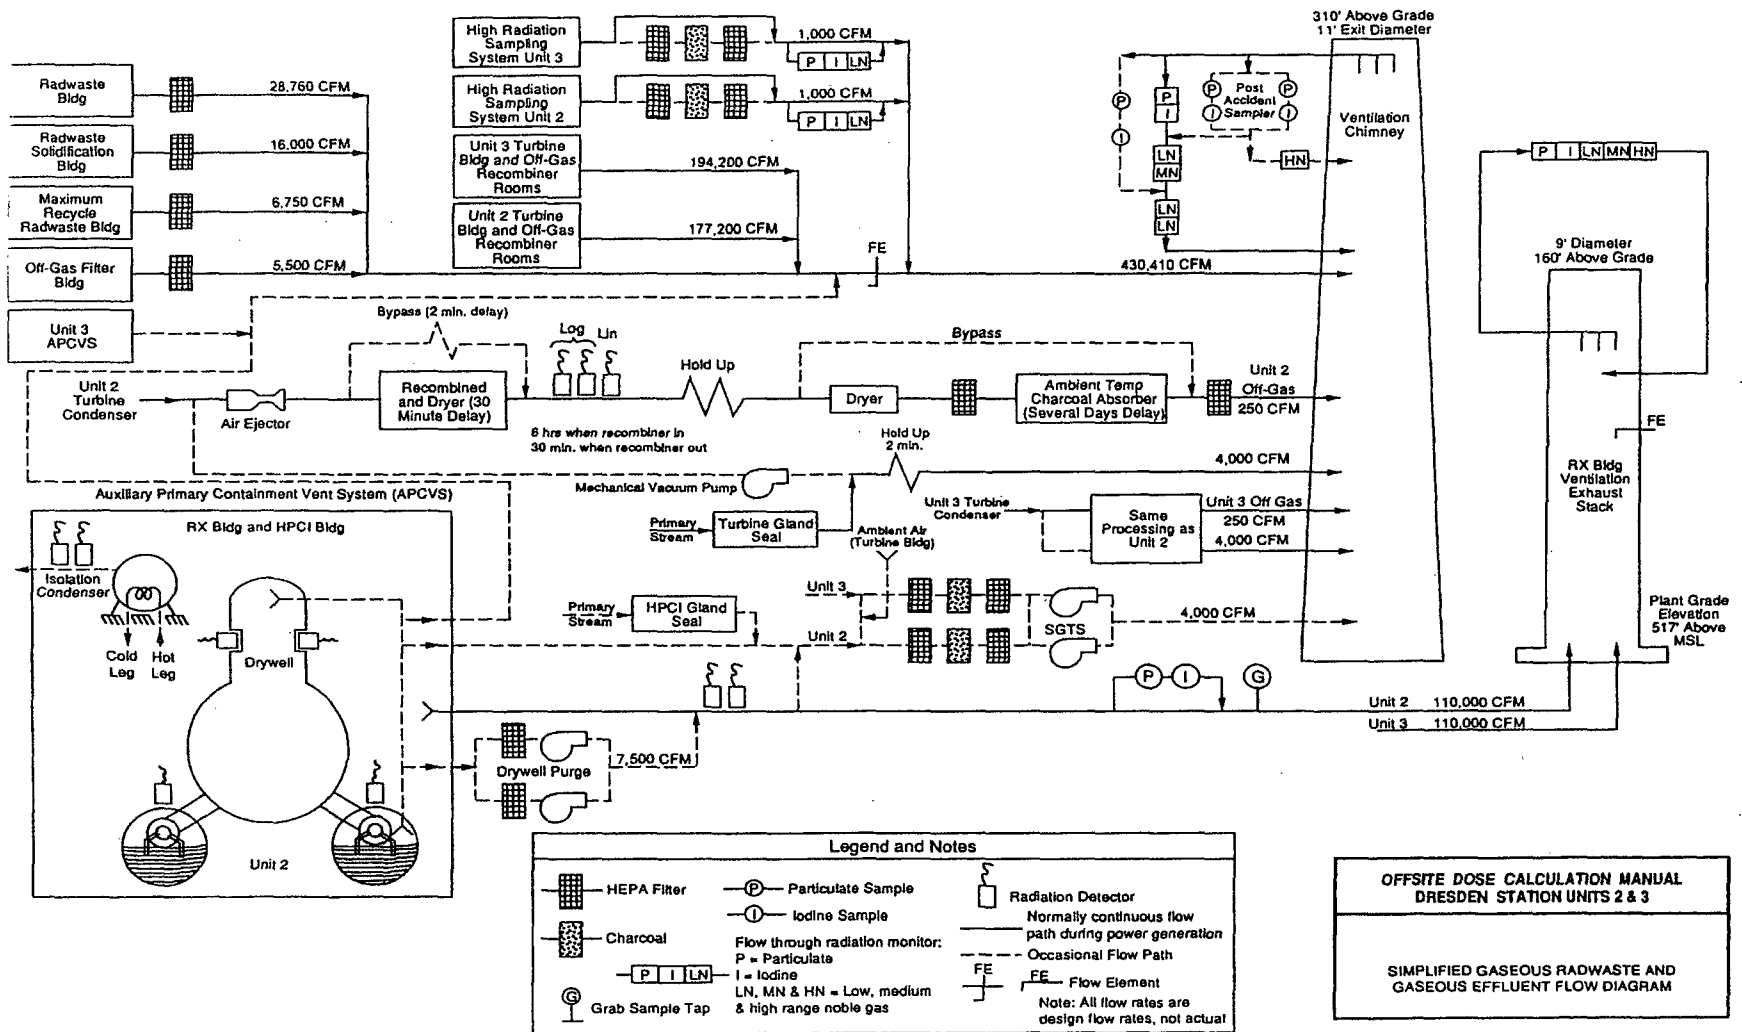 Radwaste
Bldg
28,760 CFM
Radwaste
Solidification
Bldg
16,000 CFM
Maximum
Recycle
Radwaste Bldg
6,750 CFM
Off-Gas Filter
Bldg
5,500 CFM
Unit 3
APCVS
High Radiation
Sampling
System Unit 3
1,000 CFM
P I LN
High Radiation
Sampling
System Unit 2
1,000 CFM
P I LN
Unit 3 Turbine
Bldg and Off-Gas
Recombiner
Rooms
194,200 CFM
Unit 2 Turbine
Bldg and Off-Gas
Recombiner
Rooms
177,200 CFM
FE
430,410 CFM
310' Above Grade
11' Exit Diameter
P
I
P
I
P
I
P
I
Post
Accident
Sampler
LN
MN
HN
LN
LN
Ventilation
Chimney
P I LN MN HN
9' Diameter
160' Above Grade
FE
RX Bldg
Ventilation
Exhaust
Stack
Plant Grade
Elevation
517' Above
MSL
Bypass (2 min. delay)
Log
Lin
Unit 2
Turbine
Condenser
Air Ejector
Recombined
and Dryer (30
Minute Delay)
Hold Up
6 hrs when recombiner in
30 min. when recombiner out
Bypass
Dryer
Ambient Temp
Charcoal Absorber
(Several Days Delay)
Unit 2
Off-Gas
250 CFM
Mechanical Vacuum Pump
Hold Up
2 min.
4,000 CFM
Primary
Stream
Turbine Gland
Seal
Ambient Air
(Turbine Bldg)
Unit 3 Turbine
Condenser
Same
Processing as
Unit 2
Unit 3 Off Gas
250 CFM
4,000 CFM
Auxiliary Primary Containment Vent System (APCVS)
RX Bldg and HPCI Bldg
Isolation
Condenser
Cold
Leg
Hot
Leg
Drywell
Unit 2
Primary
Stream
HPCI Gland
Seal
Unit 3
Unit 2
SGTS
4,000 CFM
P
I
G
Unit 2 110,000 CFM
Unit 3 110,000 CFM
Drywell Purge
7,500 CFM
Legend and Notes
HEPA Filter
Charcoal
P I LN
G
Grab Sample Tap
P
Particulate Sample
I
Iodine Sample
Flow through radiation monitor:
P = Particulate
I = Iodine
LN, MN & HN = Low, medium
& high range noble gas
Radiation Detector
Normally continuous flow
path during power generation
Occasional Flow Path
FE
FE
Flow Element
Note: All flow rates are
design flow rates, not actual
OFFSITE DOSE CALCULATION MANUAL
DRESDEN STATION UNITS 2 & 3
SIMPLIFIED GASEOUS RADWASTE AND
GASEOUS EFFLUENT FLOW DIAGRAM